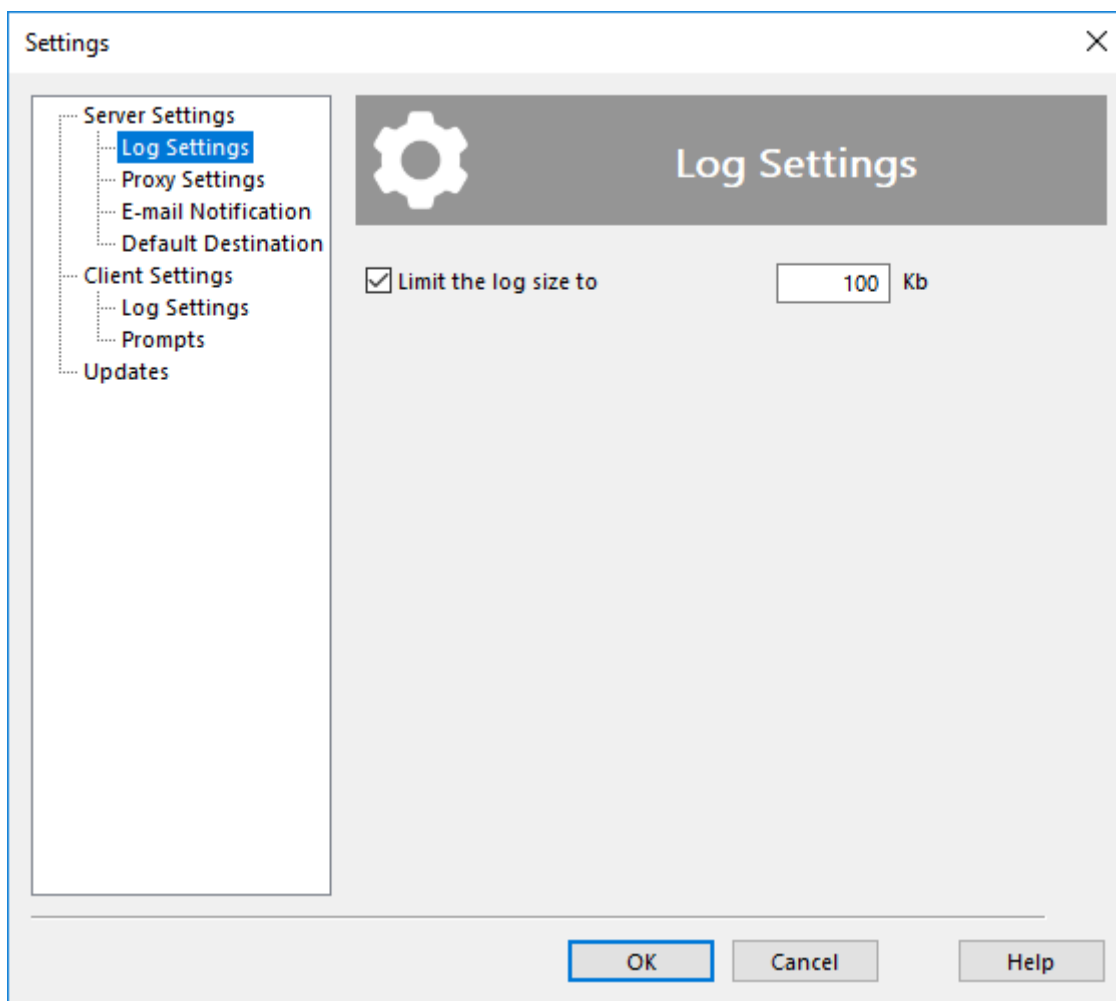 Settings
Server Settings
Log Settings
Proxy Settings
E-mail Notification
Default Destination
Client Settings
Log Settings
Prompts
Updates
Log Settings
Limit the log size to 100 Kb
OK Cancel Help